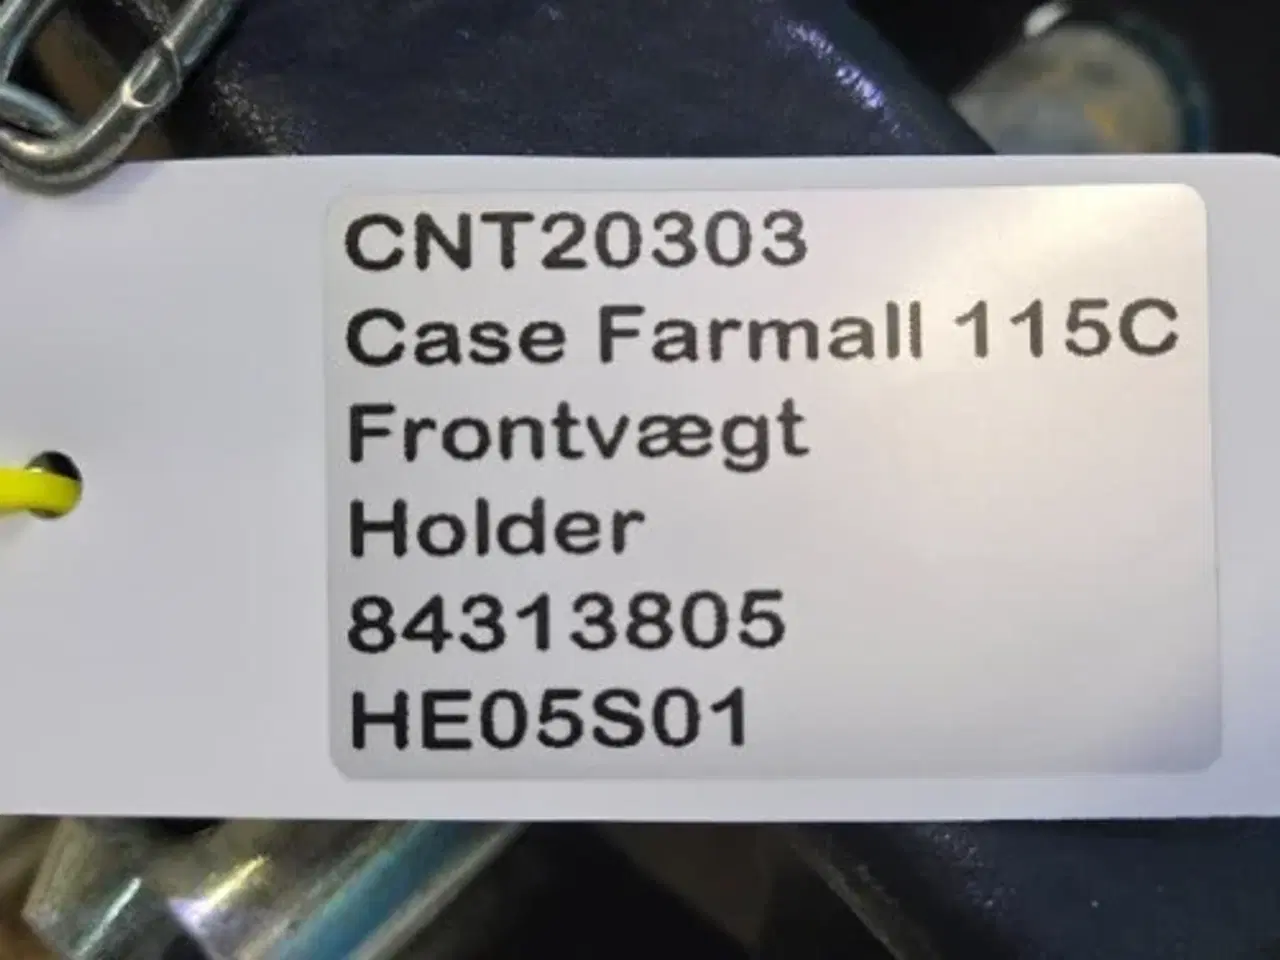 CNT20303
Case Farmall 115C
Frontvægt
Holder
84313805
HE05S01